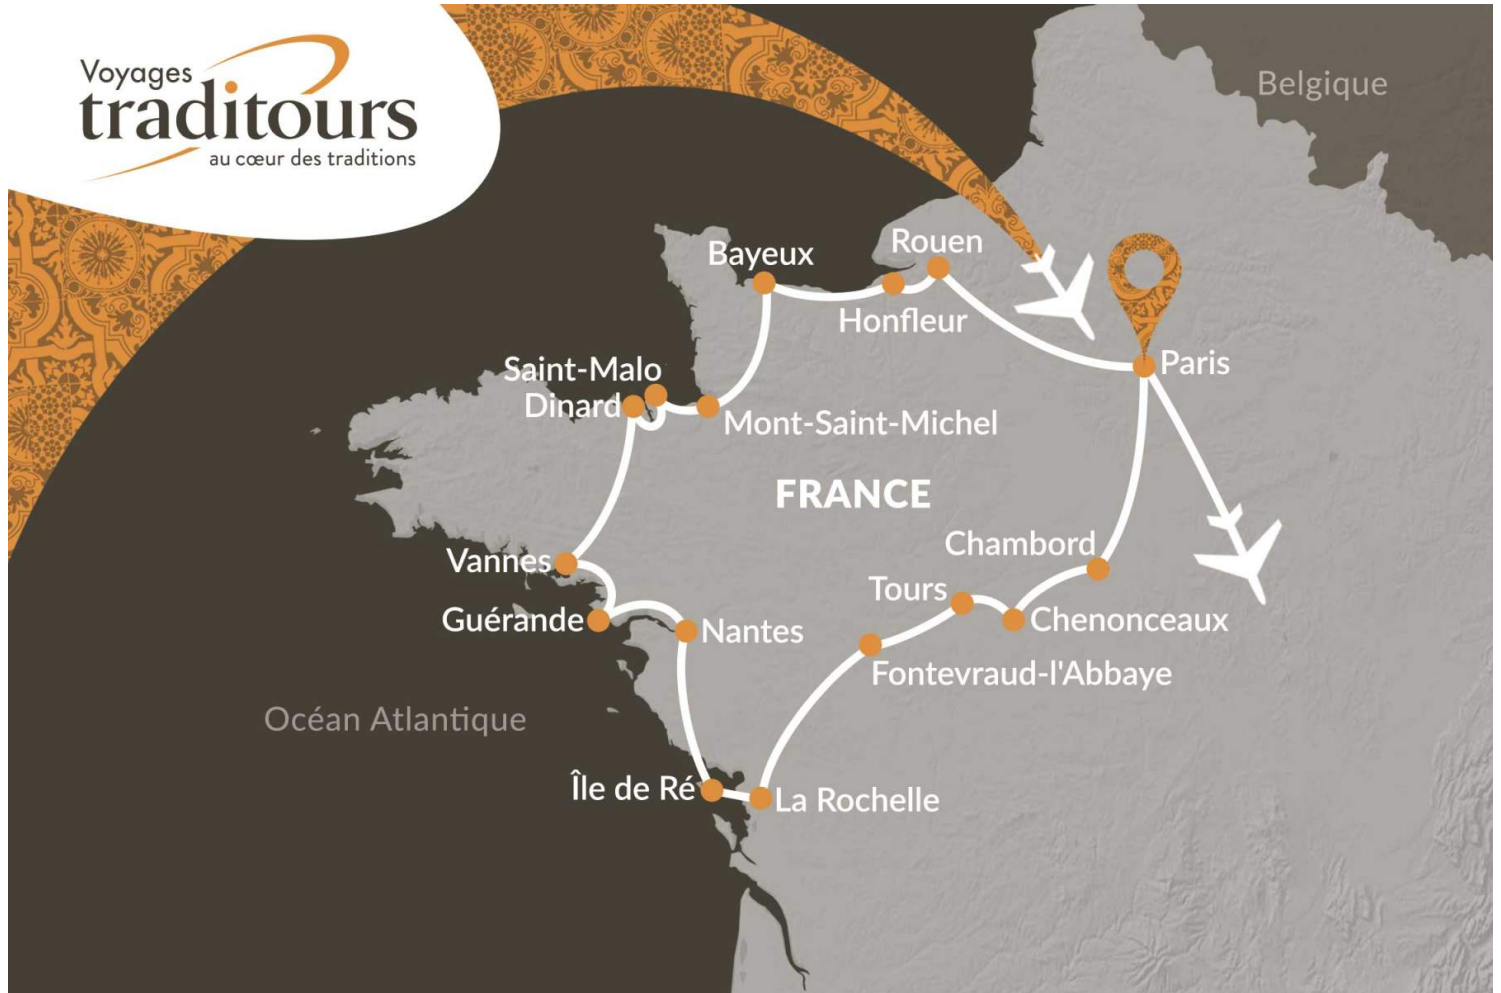 Voyages
traditours
au cœur des traditions
Belgique
Rouen
Bayeux
Honfleur
Paris
Saint-Malo
Dinard
Mont-Saint-Michel
FRANCE
Chambord
Vannes
Tours
Guérande
Chenonceaux
Nantes
Fontevraud-l'Abbaye
Océan Atlantique
Île de Ré
La Rochelle